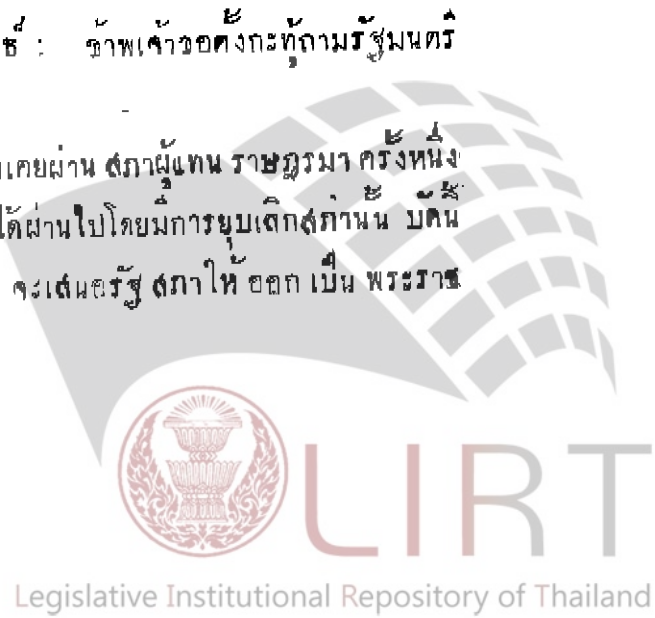 ธ์ : ข้าพเจ้าขอตั้งกะทู้ถามรัฐมนตรี
เคยผ่าน สภาผู้แทน ราษฎรมา ครั้งหนึ่ง
ได้ผ่านไปโดยมีการยุบเลิกสภานั้น บัดนี้
จะเสนอรัฐ สภาให้ ออก เป็น พระราช
LIRT
Legislative Institutional Repository of Thailand